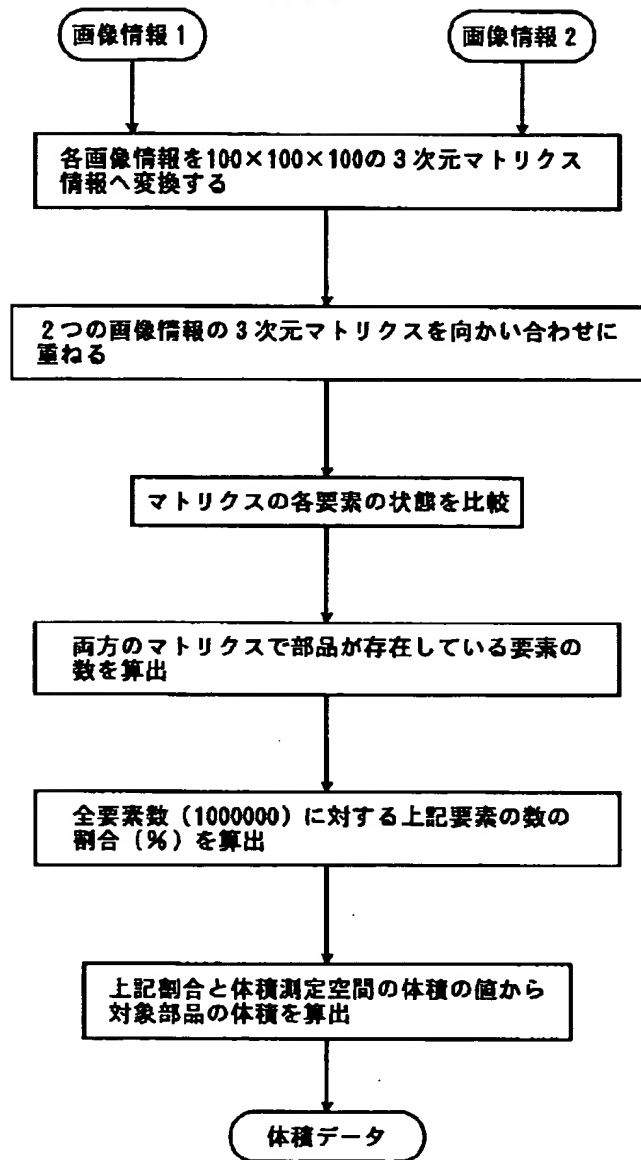 画像情報1
画像情報2
各画像情報を100×100×100の3次元マトリクス
情報へ変換する
2つの画像情報の3次元マトリクスを向かい合わせに
重ねる
マトリクスの各要素の状態を比較
両方のマトリクスで部品が存在している要素の
数を算出
全要素数(1000000)に対する上記要素の数の
割合(%)を算出
上記割合と体積測定空間の体積の値から
対象部品の体積を算出
体積データ